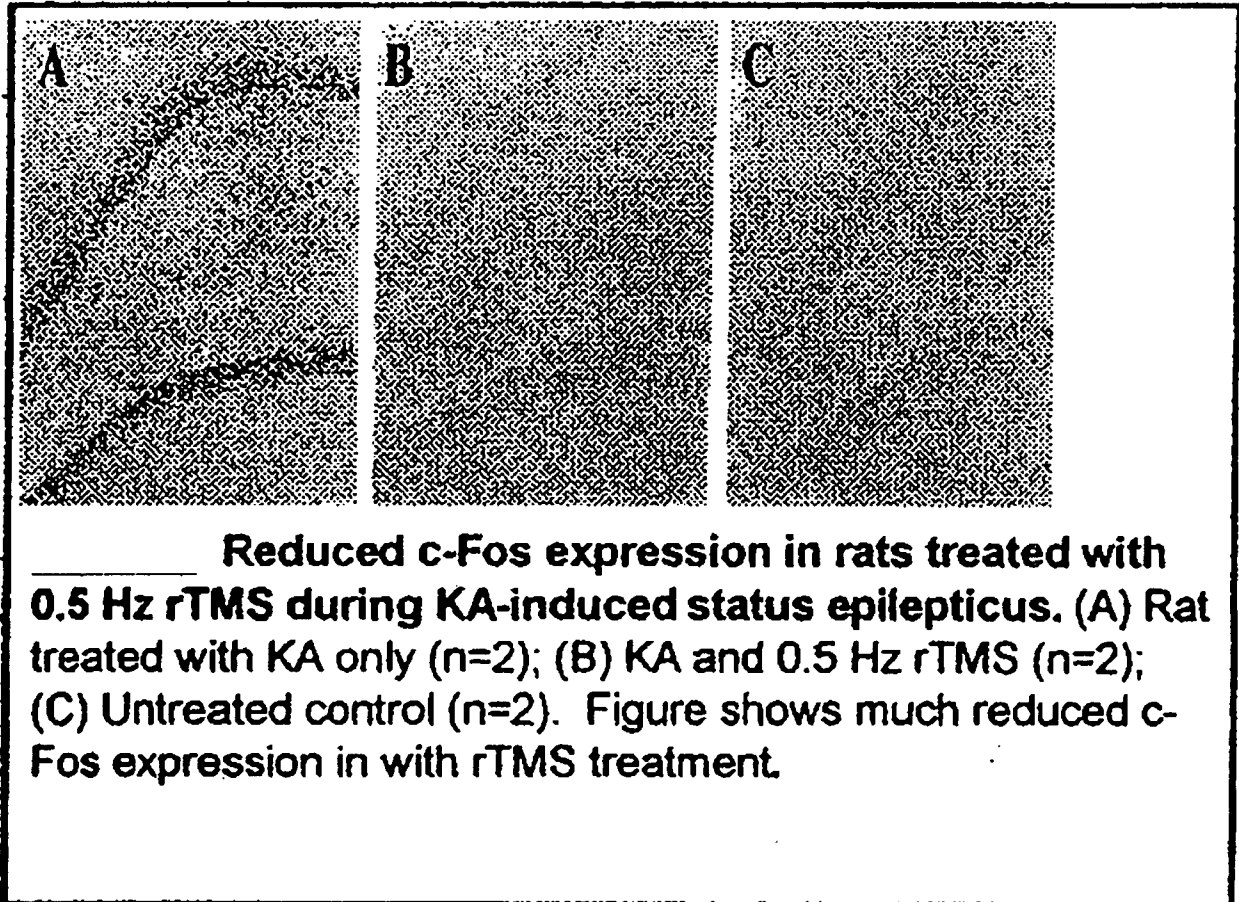 A B C
Reduced c-Fos expression in rats treated with
0.5 Hz rTMS during KA-induced status epilepticus. (A) Rat
treated with KA only (n=2); (B) KA and 0.5 Hz rTMS (n=2);
(C) Untreated control (n=2). Figure shows much reduced c-
Fos expression in with rTMS treatment.